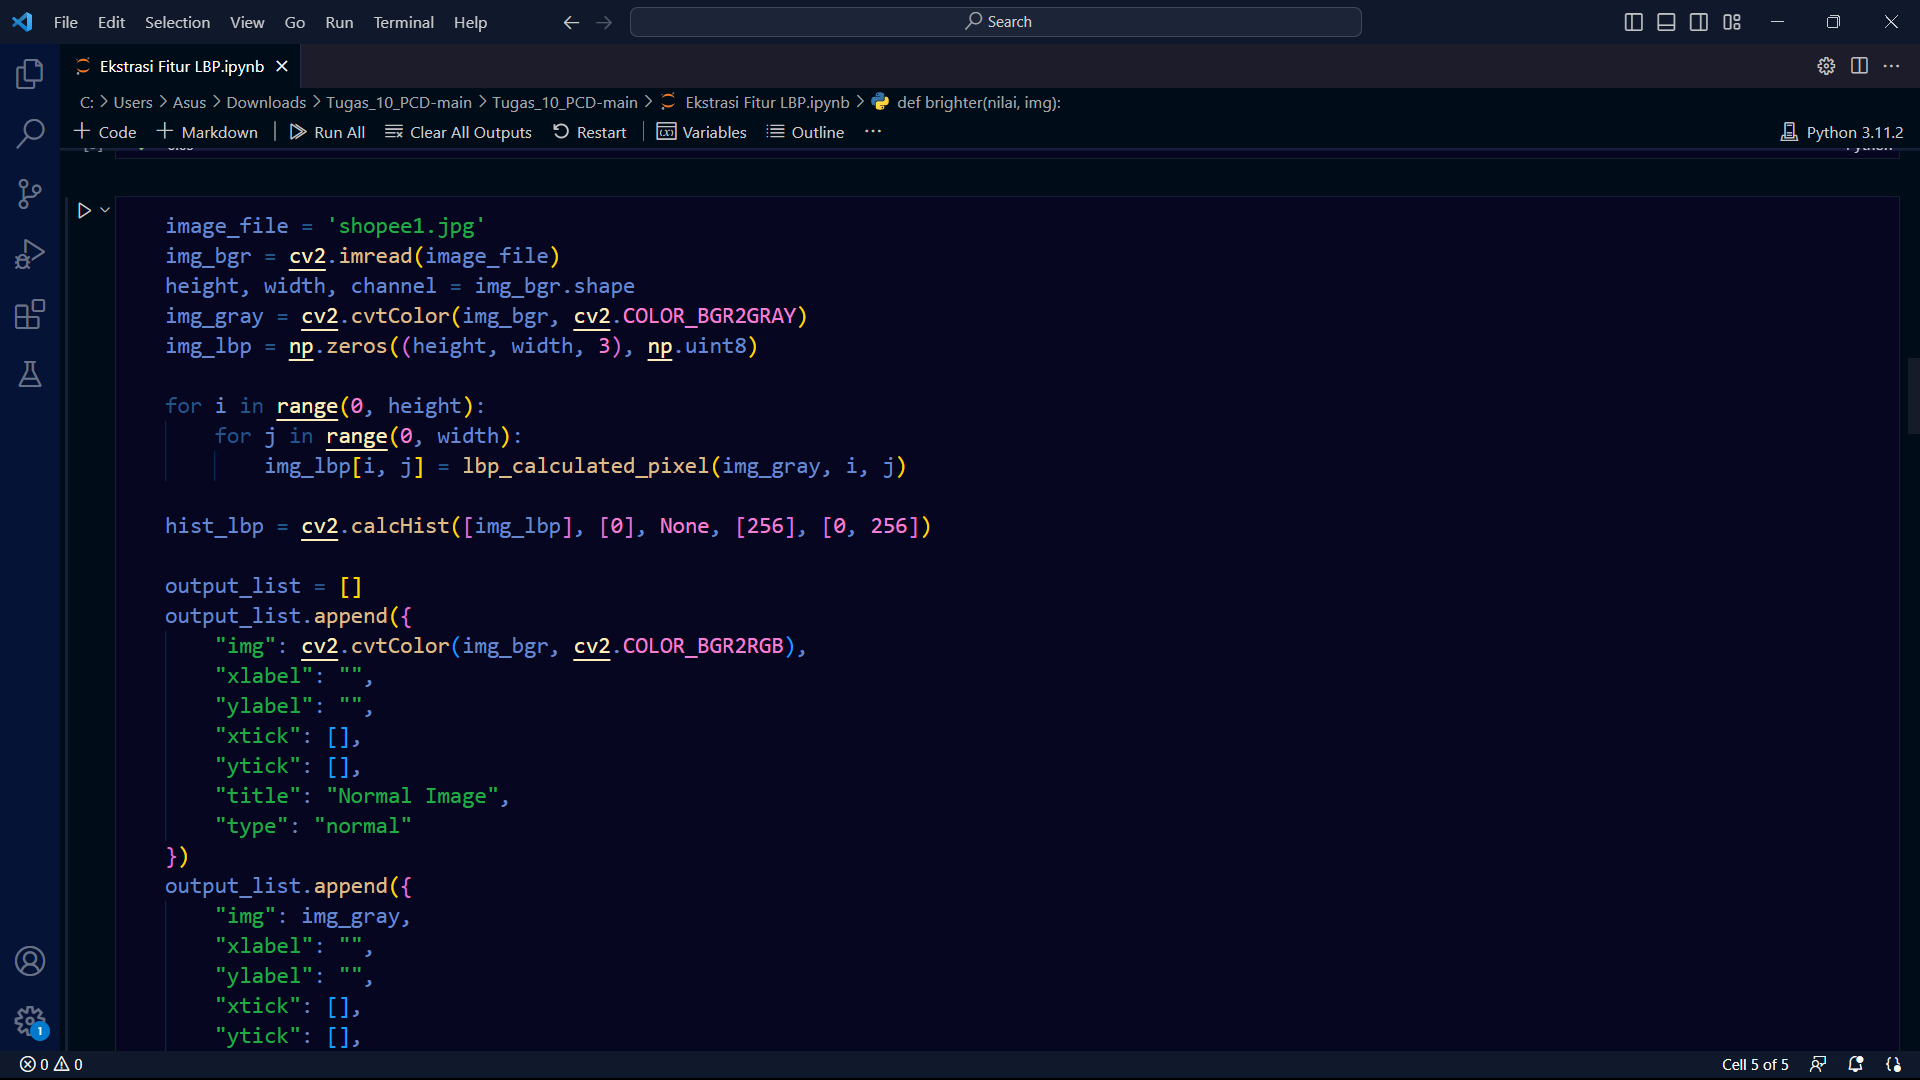 File Edit Selection View Go Run Terminal Help Search
Ekstrasi Fitur LBP.ipynb
C: > Users > Asus > Downloads > Tugas_10_PCD-main > Tugas_10_PCD-main > Ekstrasi Fitur LBP.ipynb > def brighter(nilai, img):
+ Code + Markdown | Run All Clear All Outputs Restart | Variables Outline ... Python 3.11.2
image_file = 'shopee1.jpg'
img_bgr = cv2.imread(image_file)
height, width, channel = img_bgr.shape
img_gray = cv2.cvtColor(img_bgr, cv2.COLOR_BGR2GRAY)
img_lbp = np.zeros((height, width, 3), np.uint8)
for i in range(0, height):
for j in range(0, width):
img_lbp[i, j] = lbp_calculated_pixel(img_gray, i, j)
hist_lbp = cv2.calcHist([img_lbp], [0], None, [256], [0, 256])
output_list = []
output_list.append({
"img": cv2.cvtColor(img_bgr, cv2.COLOR_BGR2RGB),
"xlabel": "",
"ylabel": "",
"xtick": [],
"ytick": [],
"title": "Normal Image",
"type": "normal"
})
output_list.append({
"img": img_gray,
"xlabel": "",
"ylabel": "",
"xtick": [],
"ytick": [],
1
0 0 Cell 5 of 5